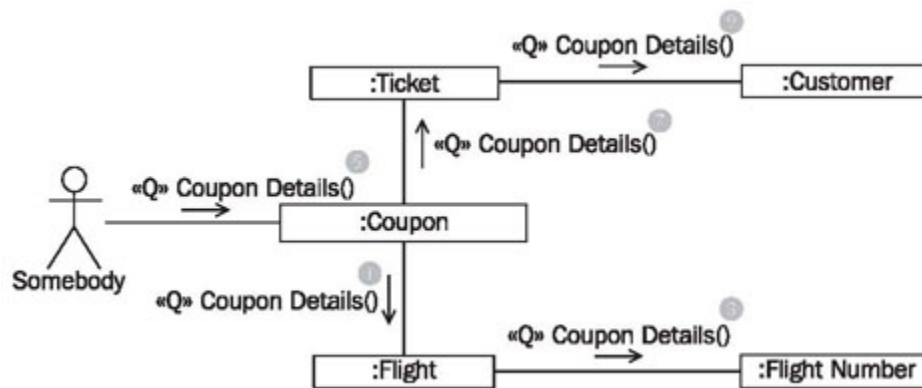 «Q» Coupon Details()
:Ticket
:Customer
«Q» Coupon Details()
«Q» Coupon Details()
:Coupon
Somebody
«Q» Coupon Details()
«Q» Coupon Details()
:Flight
:Flight Number